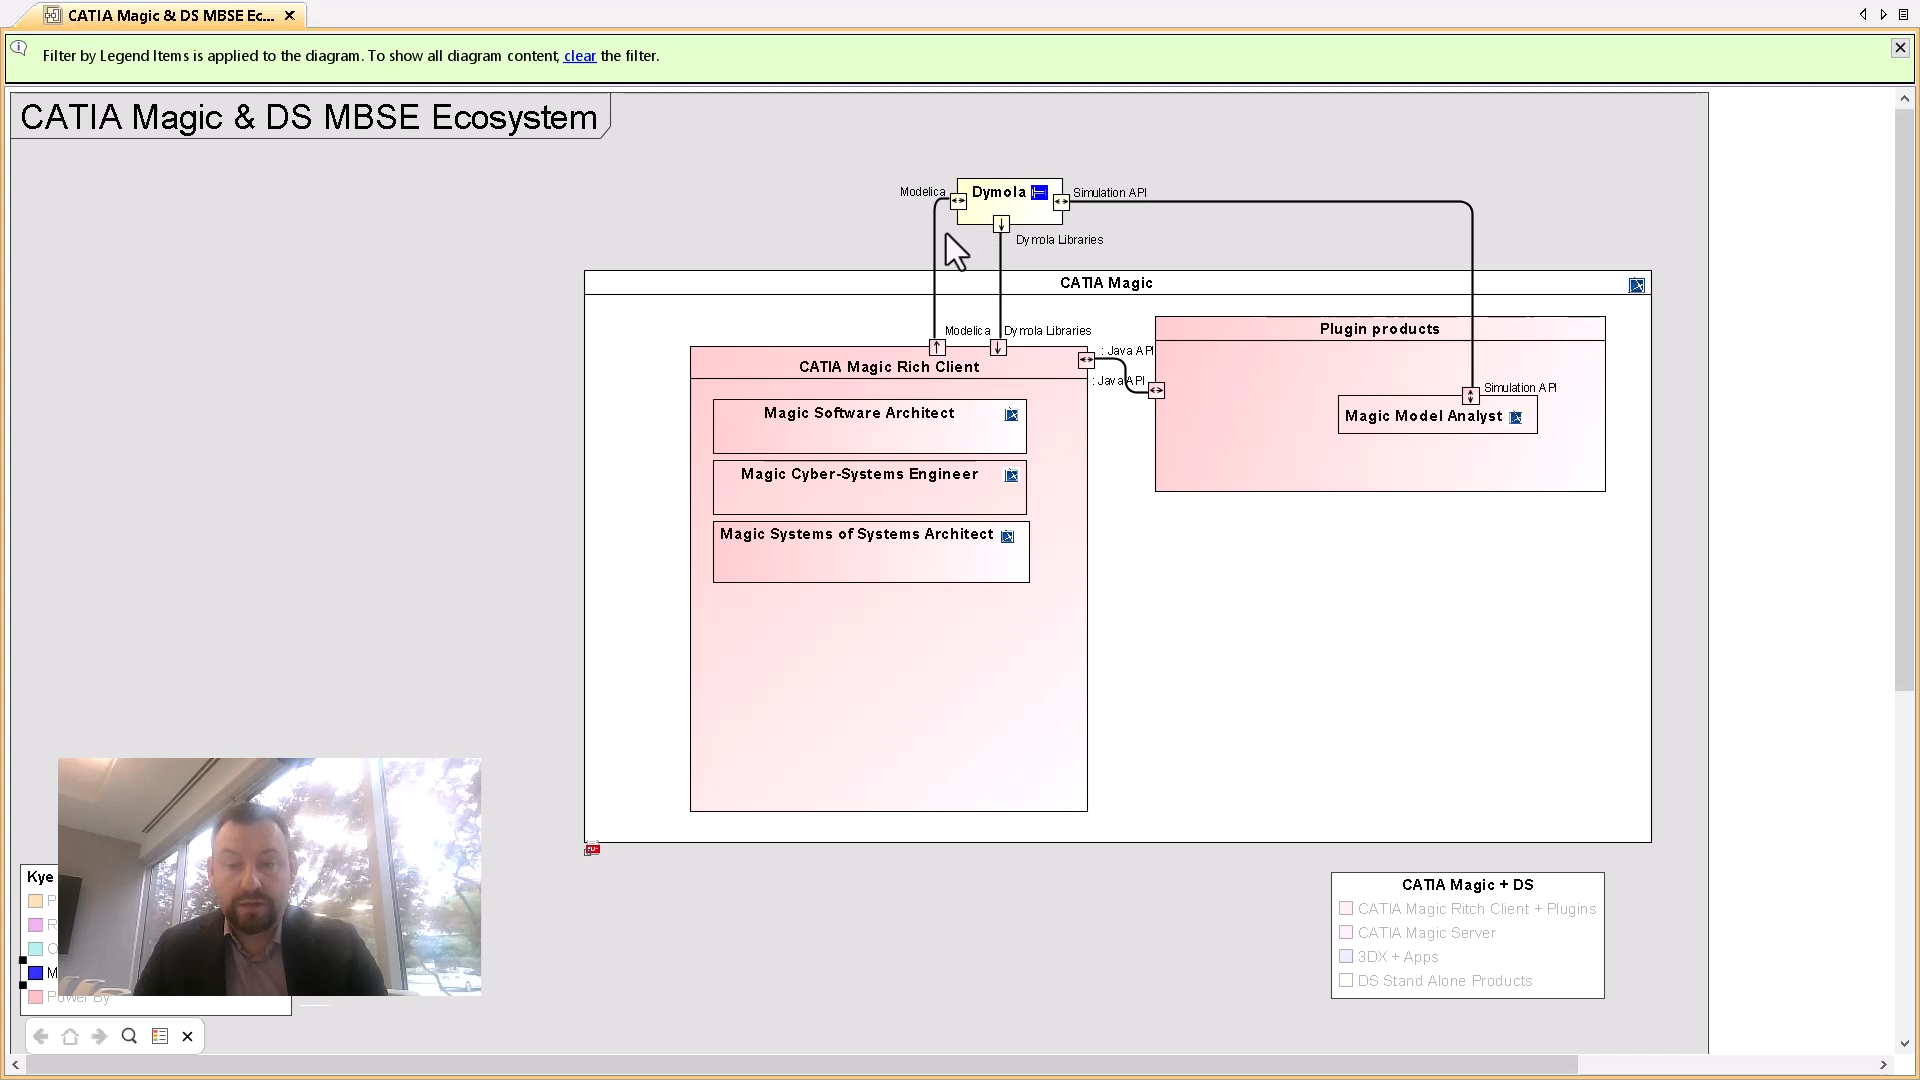 CATIA Magic & DS MBSE Ec...
Filter by Legend Items is applied to the diagram. To show all diagram content, clear the filter.
CATIA Magic & DS MBSE Ecosystem
Modelica
Dymola
Simulation API
Dymola Libraries
CATIA Magic
Modelica
Dymola Libraries
Plugin products
: Java API
CATIA Magic Rich Client
: Java API
Simulation API
Magic Software Architect
Magic Model Analyst
Magic Cyber-Systems Engineer
Magic Systems of Systems Architect
Kye
P
R
O
M
Power By
CATIA Magic + DS
CATIA Magic Ritch Client + Plugins
CATIA Magic Server
3DX + Apps
DS Stand Alone Products